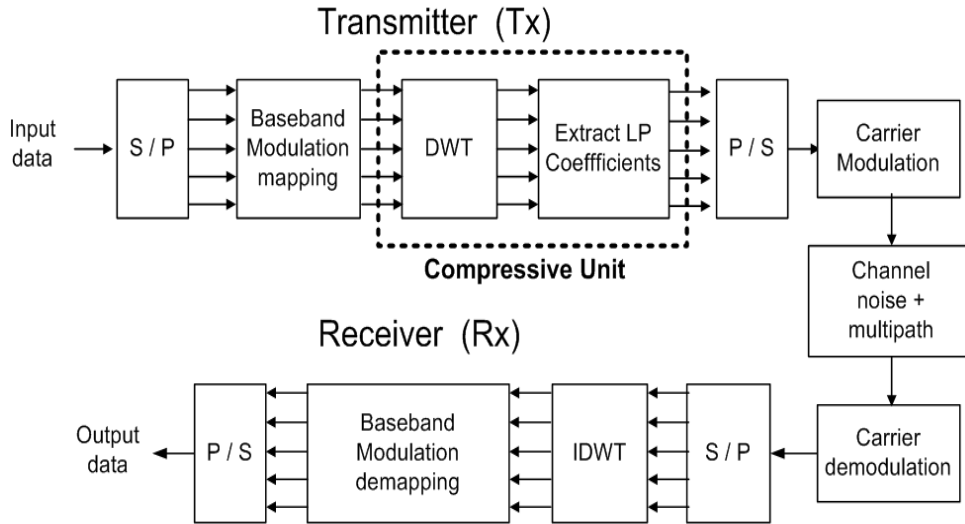 Transmitter (Tx)
Input
data
S / P
Baseband
Modulation
mapping
DWT
Extract LP
Coeffficients
P / S
Carrier
Modulation
Compressive Unit
Channel
noise +
multipath
Receiver (Rx)
Output
data
P / S
Baseband
Modulation
demapping
IDWT
S / P
Carrier
demodulation